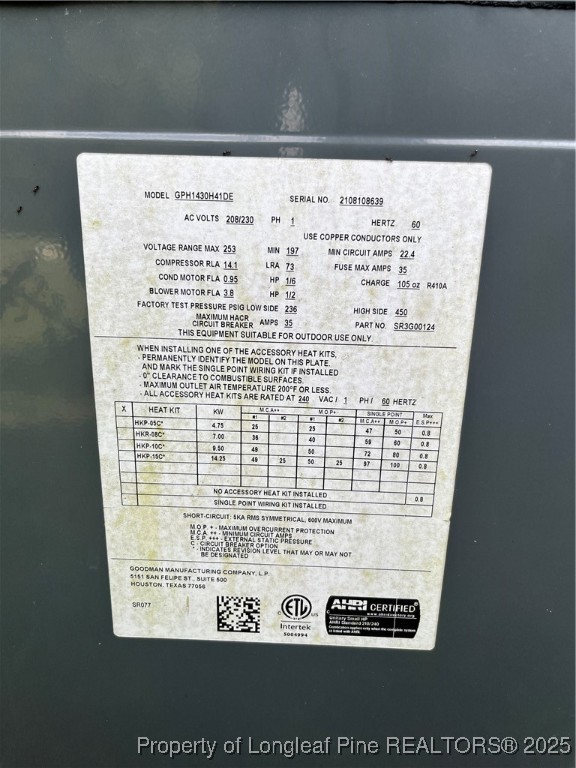 MODEL GPH1430H41DE SERIAL NO. 2108108639
AC VOLTS 208/230 PH 1 HERTZ 60
USE COPPER CONDUCTORS ONLY
VOLTAGE RANGE MAX 253 MIN 197 MIN CIRCUIT AMPS 22.4
COMPRESSOR RLA 14.1 LRA 73 FUSE MAX AMPS 35
COND MOTOR FLA 0.95 HP 1/6 CHARGE 105 oz R410A
BLOWER MOTOR FLA 3.8 HP 1/2
FACTORY TEST PRESSURE PSIG LOW SIDE 236 HIGH SIDE 450
MAXIMUM HACR
CIRCUIT BREAKER AMPS 35 PART NO. SR3G00124
THIS EQUIPMENT SUITABLE FOR OUTDOOR USE ONLY.
WHEN INSTALLING ONE OF THE ACCESSORY HEAT KITS.
- PERMANENTLY IDENTIFY THE MODEL ON THIS PLATE.
AND MARK THE SINGLE POINT WIRING KIT IF INSTALLED
- 0" CLEARANCE TO COMBUSTIBLE SURFACES.
- MAXIMUM OUTLET AIR TEMPERATURE 200°F OR LESS.
- ALL ACCESSORY HEAT KITS ARE RATED AT 240 VAC / 1 PH / 60 HERTZ
X HEAT KIT KW M.C.A++ M.O.P+ SINGLE POINT Max
#1 #2 #1 #2 M.C.A++ M.O.P+ E.S.P+++
HKP-05C* 4.75 25 25 47 50 0.8
HKR-08C* 7.00 36 40 59 60 0.8
HKP-10C* 9.50 49 50 72 80 0.8
HKP-15C* 14.25 49 25 50 25 97 100 0.8
NO ACCESSORY HEAT KIT INSTALLED 0.8
SINGLE POINT WIRING KIT INSTALLED
SHORT-CIRCUIT: 5KA RMS SYMMETRICAL, 600V MAXIMUM
M.O.P + - MAXIMUM OVERCURRENT PROTECTION
M.C.A ++ - MINIMUM CIRCUIT AMPS
E.S.P +++ - EXTERNAL STATIC PRESSURE
C - CIRCUIT BREAKER OPTION
* - INDICATES REVISION LEVEL THAT MAY OR MAY NOT
BE DESIGNATED
GOODMAN MANUFACTURING COMPANY, L.P.
5151 SAN FELIPE ST., SUITE 500
HOUSTON, TEXAS 77056
SR077
ETL
C US
Intertek
AHRI CERTIFIED
www.ahridirectory.org
Unitary Small HP
AHRI Standard 210/240
Property of Longleaf Pine REALTORS® 2025